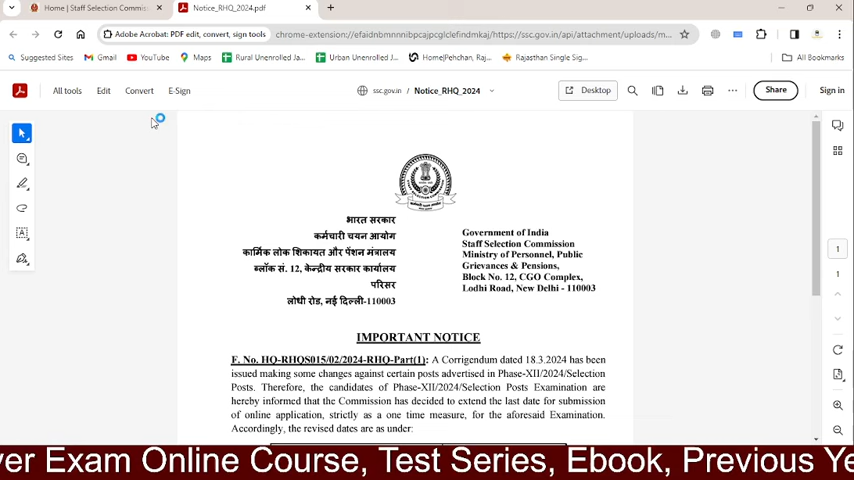 Home | Staff Selection Commiss
Notice_RHQ_2024.pdf
Adobe Acrobat: PDF edit, convert, sign tools
chrome-extension://efaidnbmnnnibpcajpcglclefindmkaj/https://ssc.gov.in/api/attachment/uploads/m...
Suggested Sites
Gmail
YouTube
Maps
Rural Unenrolled Ja...
Urban Unenrolled J...
Home|Pehchan, Raj...
Rajasthan Single Sig...
All Bookmarks
All tools
Edit
Convert
E-Sign
ssc.gov.in / Notice_RHQ_2024
Desktop
Share
Sign in
भारत सरकार
कर्मचारी चयन आयोग
कार्मिक लोक शिकायत और पेंशन मंत्रालय
ब्लॉक सं. 12, केन्द्रीय सरकार कार्यालय
परिसर
लोधी रोड, नई दिल्ली-110003
Government of India
Staff Selection Commission
Ministry of Personnel, Public
Grievances & Pensions,
Block No. 12, CGO Complex,
Lodhi Road, New Delhi - 110003
IMPORTANT NOTICE
F. No. HQ-RHQS015/02/2024-RHQ-Part(1): A Corrigendum dated 18.3.2024 has been
issued making some changes against certain posts advertised in Phase-XII/2024/Selection
Posts. Therefore, the candidates of Phase-XII/2024/Selection Posts Examination are
hereby informed that the Commission has decided to extend the last date for submission
of online application, strictly as a one time measure, for the aforesaid Examination.
Accordingly, the revised dates are as under:
1
1
ver Exam Online Course, Test Series, Ebook, Previous Ye